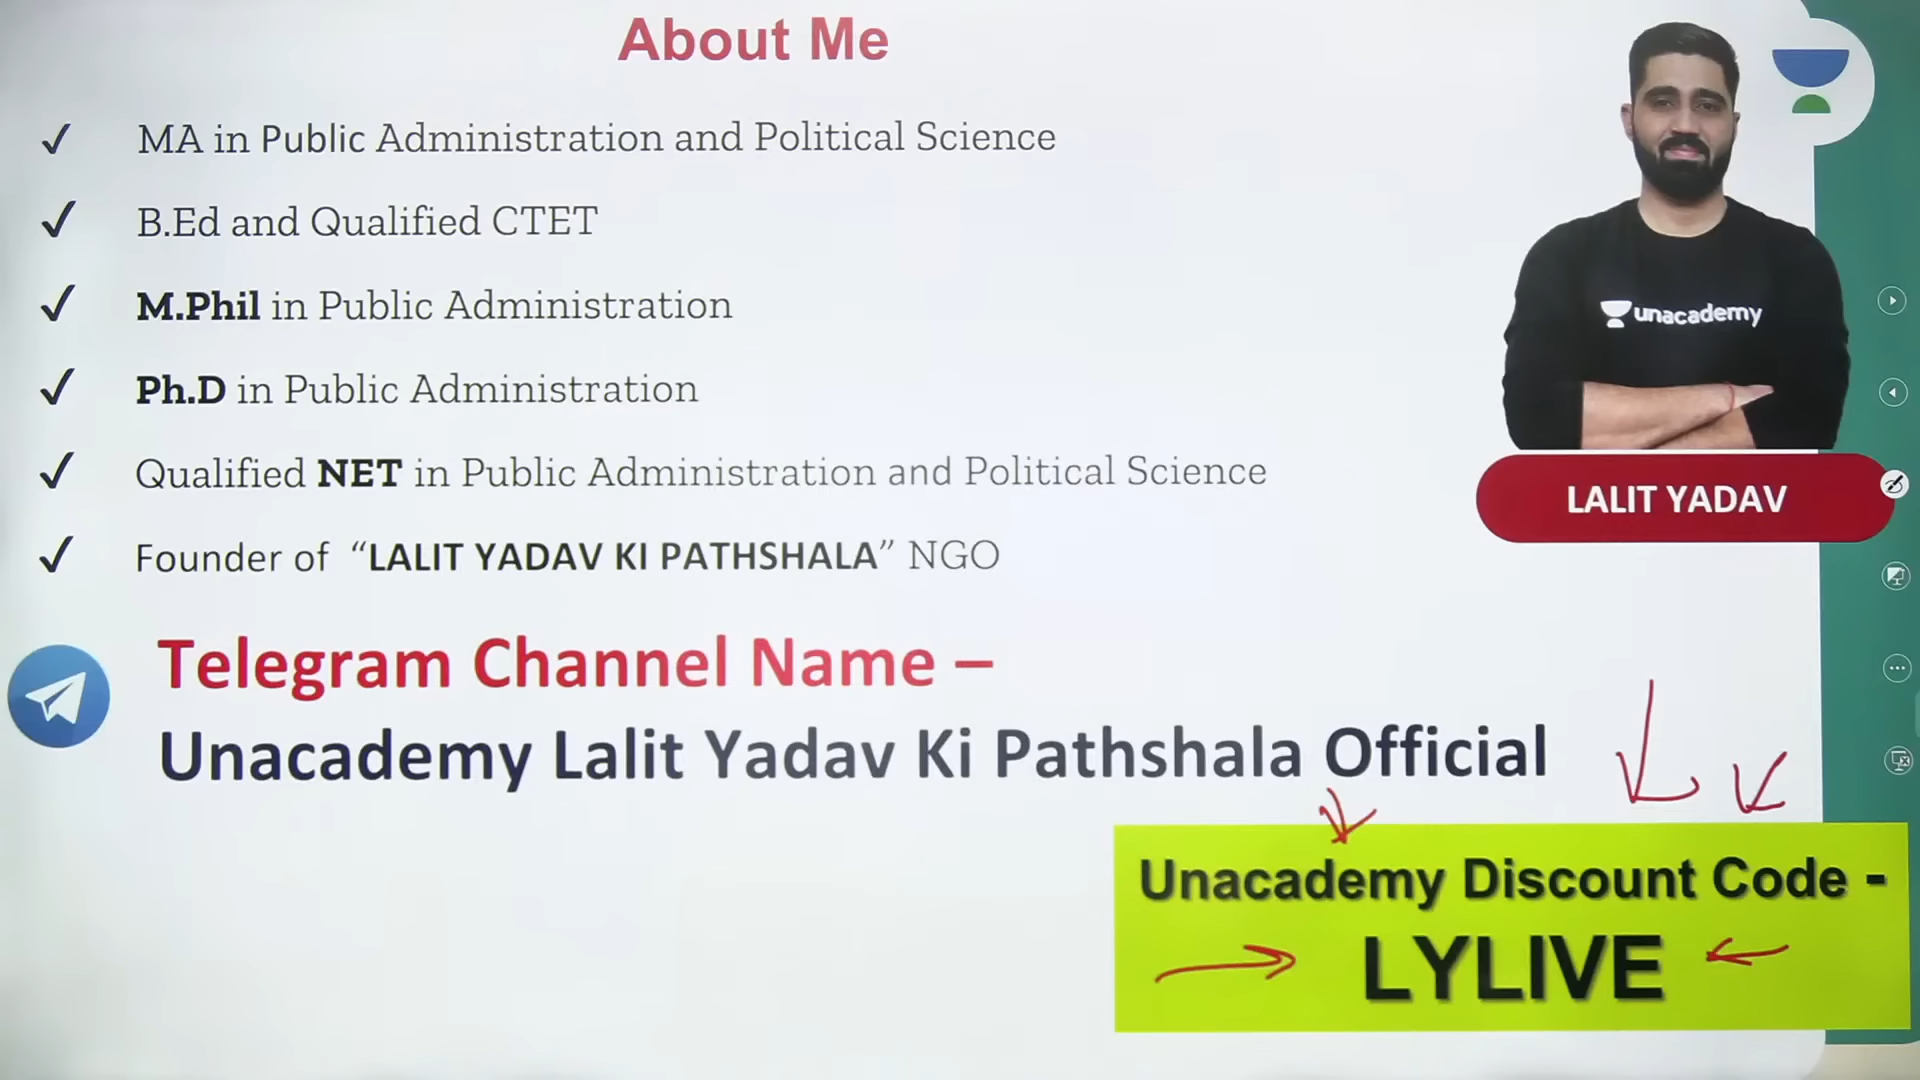 About Me
✓ MA in Public Administration and Political Science
✓ B.Ed and Qualified CTET
✓ M.Phil in Public Administration
✓ Ph.D in Public Administration
✓ Qualified NET in Public Administration and Political Science
✓ Founder of “LALIT YADAV KI PATHSHALA” NGO
unacademy
LALIT YADAV
Telegram Channel Name –
Unacademy Lalit Yadav Ki Pathshala Official
Unacademy Discount Code -
LYLIVE